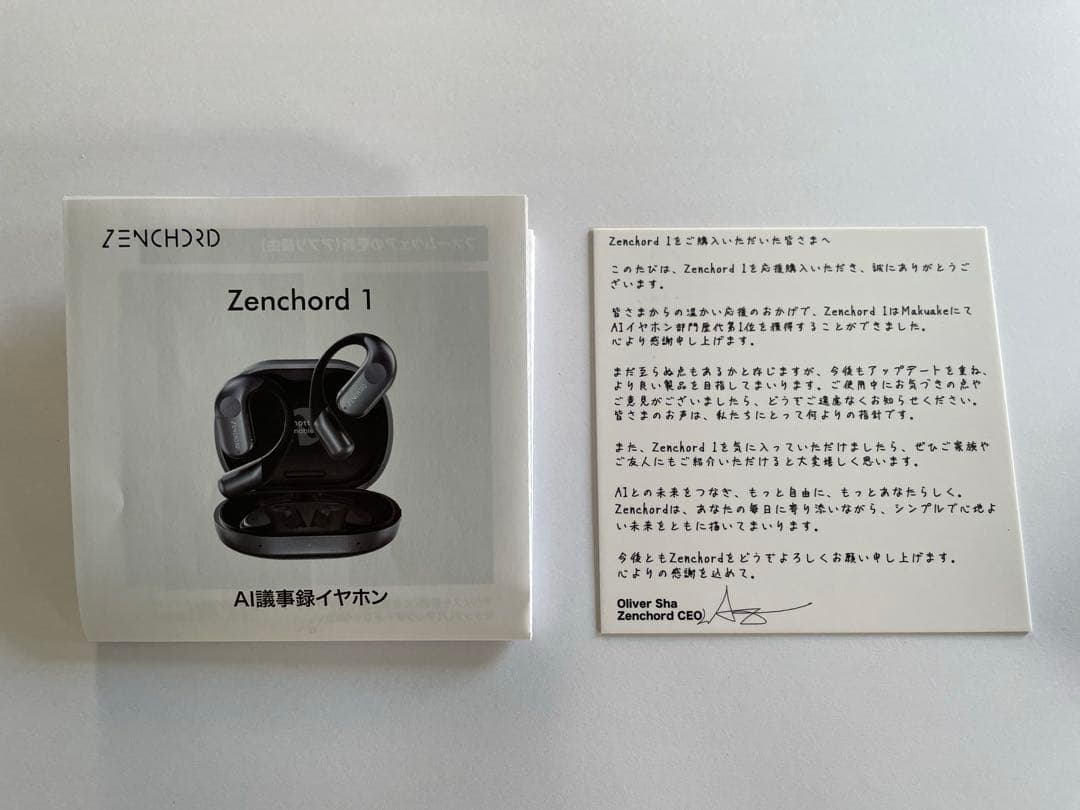 ZENCHORD
Zenchord 1
ZENCHORD
ZENCHORD
AI議事録イヤホン
Zenchord 1をご購入いただいた皆さまへ
このたびは、Zenchord 1を応援購入いただき、誠にありがとうご
ざいます。
皆さまからの温かい応援のおかげで、Zenchord 1はMakuakeにて
AIイヤホン部門歴代第1位を獲得することができました。
心より感謝申し上げます。
まだ至らぬ点もあるかと存じますが、今後もアップデートを重ね、
より良い製品を目指してまいります。ご使用中にお気づきの点や
ご意見がございましたら、どうぞご遠慮なくお知らせください。
皆さまのお声は、私たちにとって何よりの指針です。
また、Zenchord 1を気に入っていただけましたら、ぜひご家族や
ご友人にもご紹介いただけると大変嬉しく思います。
AIとの未来をつなぎ、もっと自由に、もっとあなたらしく。
Zenchordは、あなたの毎日に寄り添いながら、シンプルで心地よ
い未来をともに描いてまいります。
今後ともZenchordをどうぞよろしくお願い申し上げます。
心よりの感謝を込めて。
Oliver Sha
Zenchord CEO